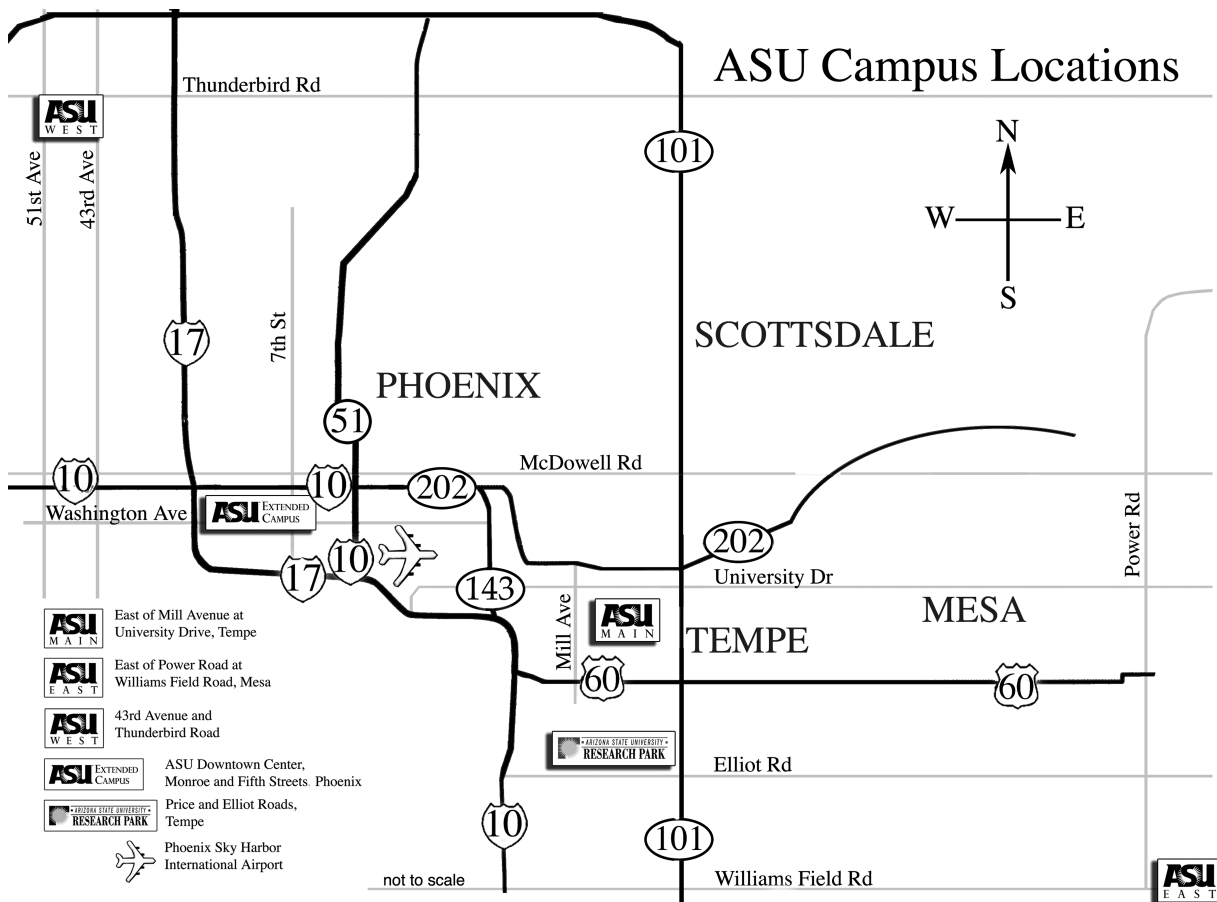 ASU Campus Locations
Thunderbird Rd
ASU
WEST
51st Ave
43rd Ave
101
N
W
E
S
17
7th St
SCOTTSDALE
PHOENIX
51
McDowell Rd
10
10
202
Washington Ave
ASU EXTENDED
CAMPUS
202
10
17
University Dr
143
Power Rd
MESA
Mill Ave
ASU
MAIN
TEMPE
60
60
ARIZONA STATE UNIVERSITY
RESEARCH PARK
Elliot Rd
10
101
Williams Field Rd
not to scale
ASU
EAST
ASU
MAIN
East of Mill Avenue at
University Drive, Tempe
ASU
EAST
East of Power Road at
Williams Field Road, Mesa
ASU
WEST
43rd Avenue and
Thunderbird Road
ASU EXTENDED
CAMPUS
ASU Downtown Center,
Monroe and Fifth Streets, Phoenix
ARIZONA STATE UNIVERSITY
RESEARCH PARK
Price and Elliot Roads,
Tempe
Phoenix Sky Harbor
International Airport